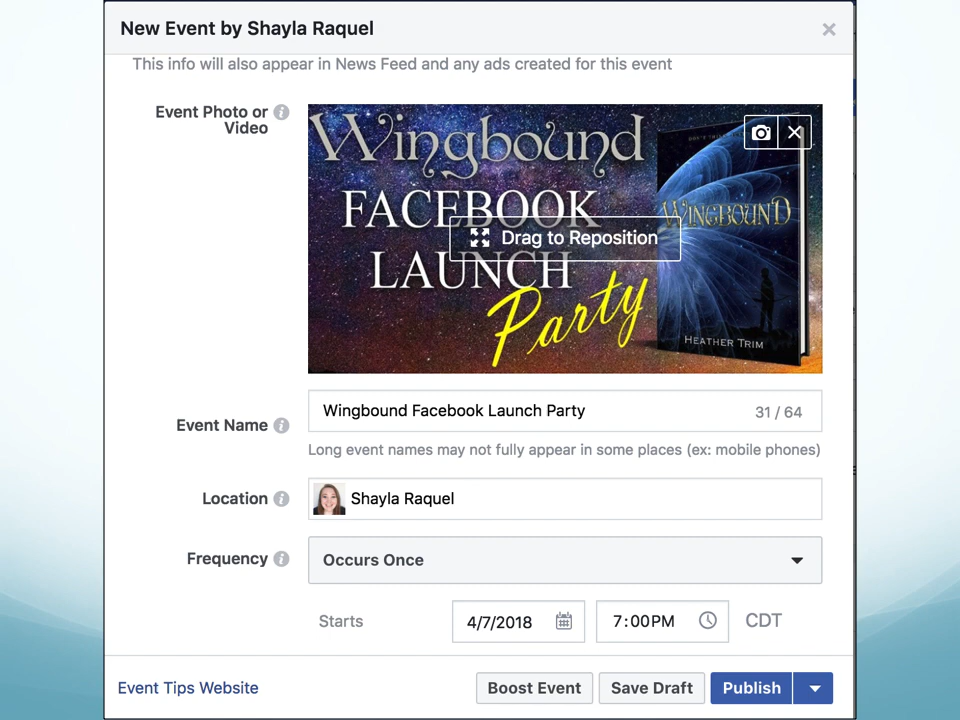 New Event by Shayla Raquel
This info will also appear in News Feed and any ads created for this event
Event Photo or
Video
Wingbound
FACEBOOK
LAUNCH
Party
WINGBOUND
HEATHER TRIM
Drag to Reposition
Event Name
Wingbound Facebook Launch Party 31 / 64
Long event names may not fully appear in some places (ex: mobile phones)
Location Shayla Raquel
Frequency Occurs Once
Starts 4/7/2018 7:00PM CDT
Event Tips Website Boost Event Save Draft Publish